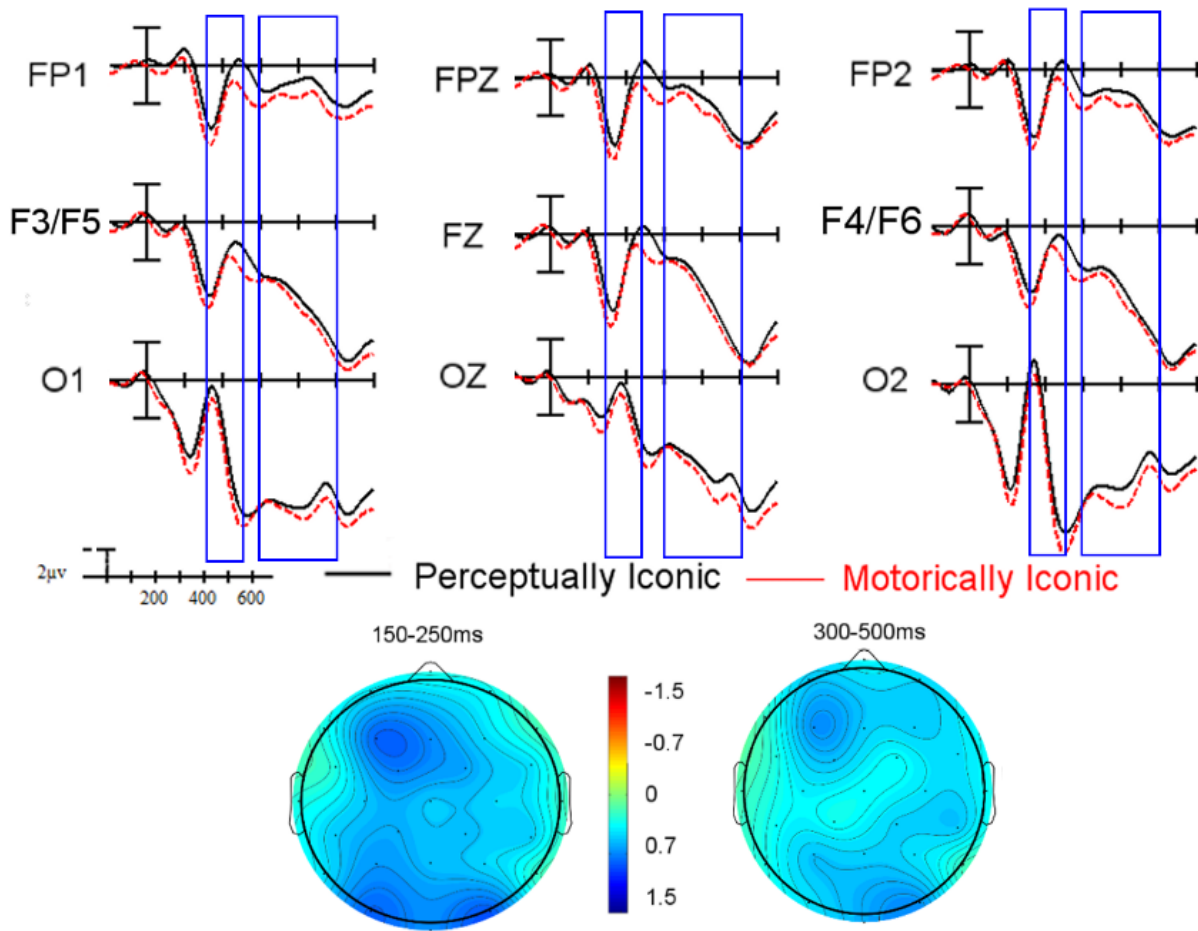 FP1 FPZ FP2
F3/F5 FZ F4/F6
O1 OZ O2
2μv 200 400 600 Perceptually Iconic Motorically Iconic
150-250ms 300-500ms
-1.5
-0.7
0
0.7
1.5